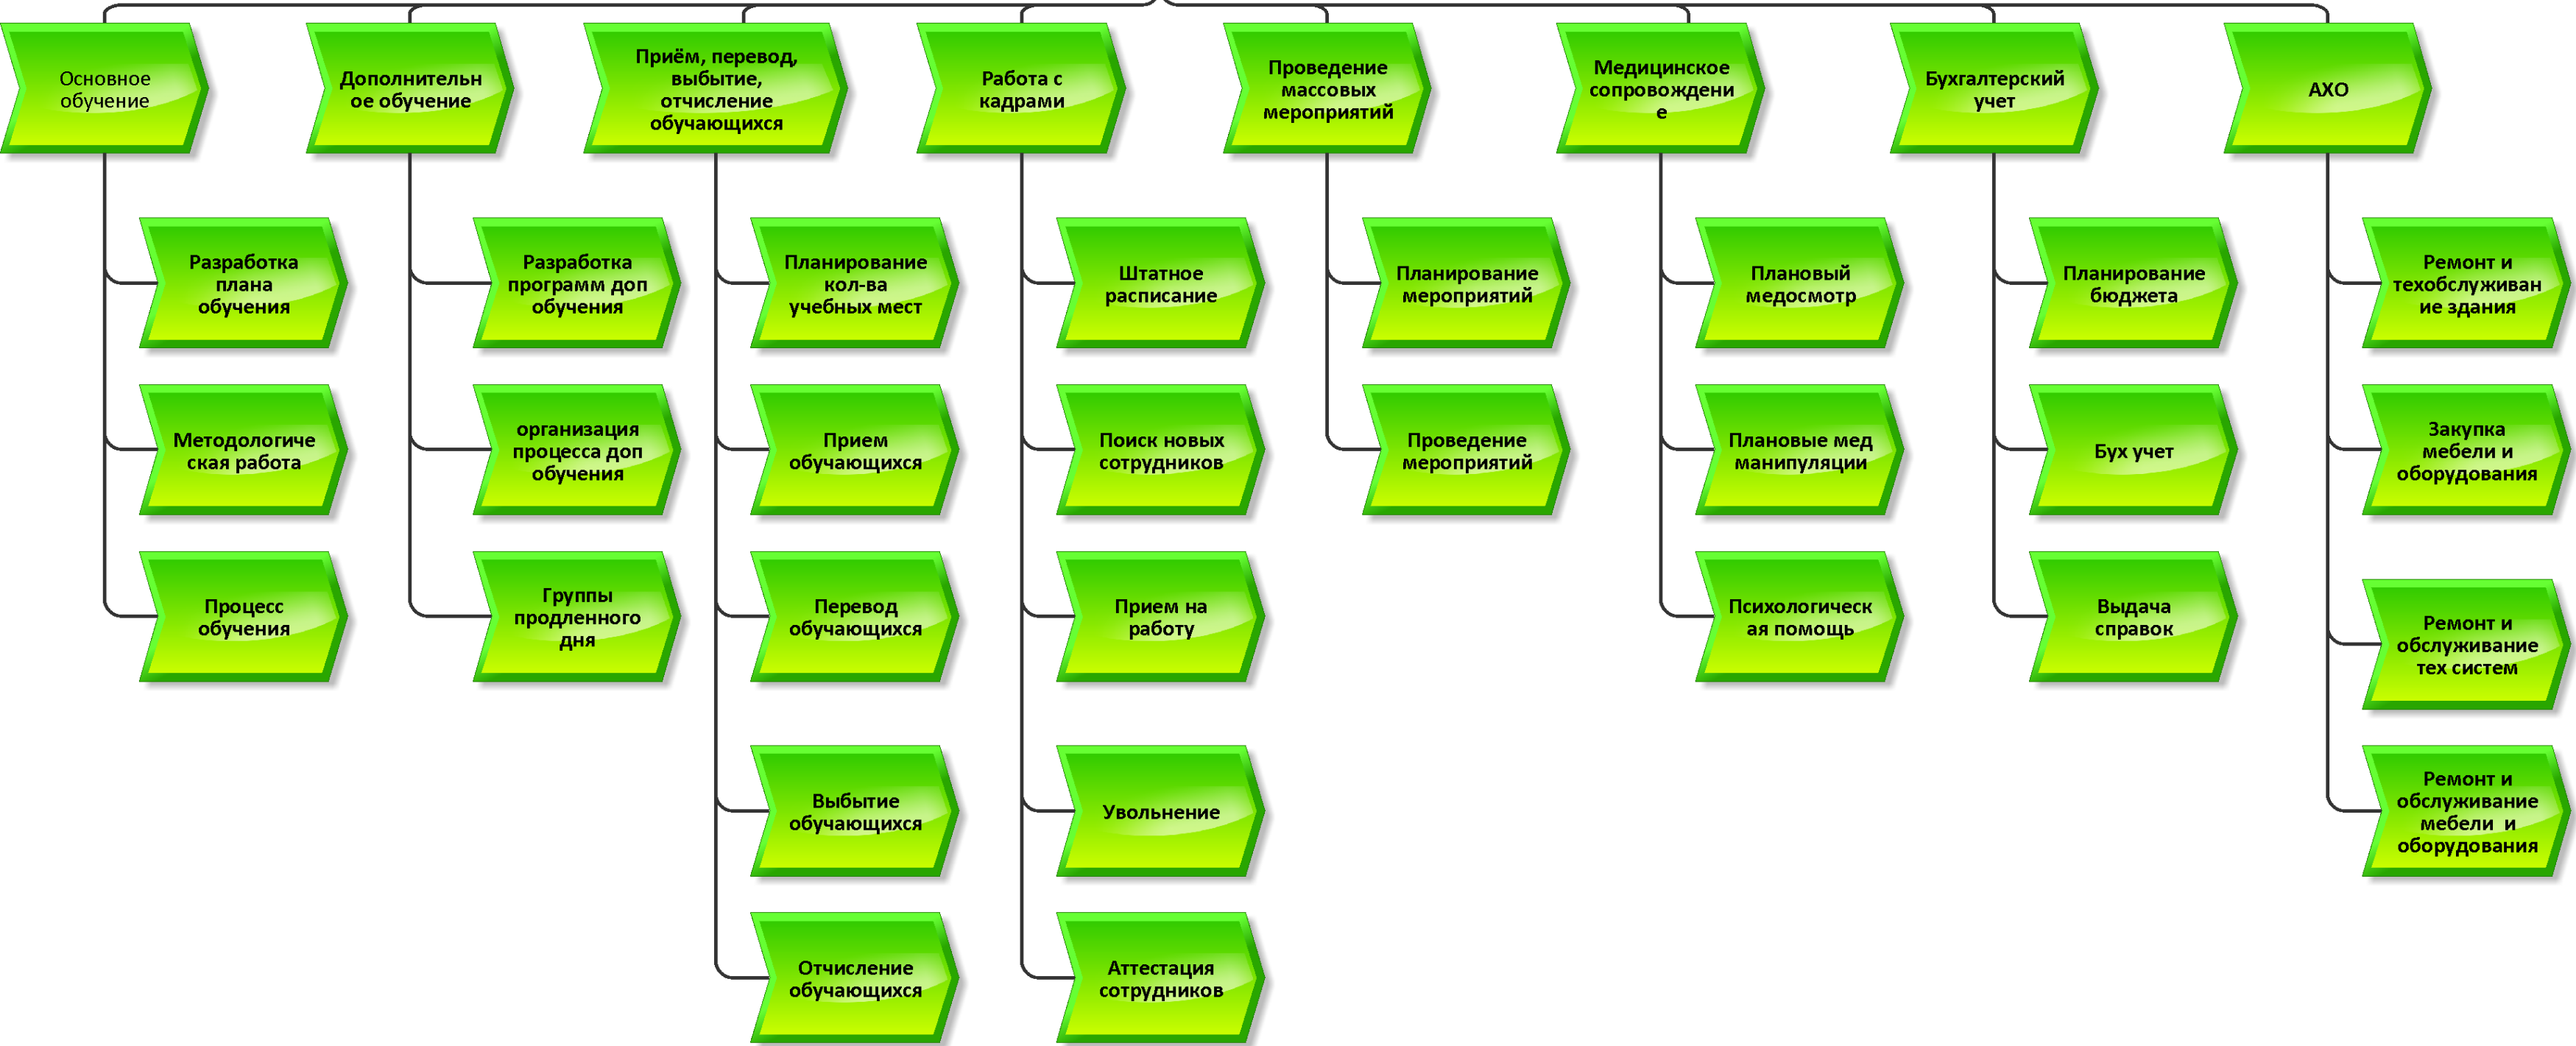 Основное
обучение
Дополнительн
ое обучение
Приём, перевод,
выбытие,
отчисление
обучающихся
Работа с
кадрами
Проведение
массовых
мероприятий
Медицинское
сопровождени
е
Бухгалтерский
учет
АХО
Разработка
плана
обучения
Методологиче
ская работа
Процесс
обучения
Разработка
программ доп
обучения
организация
процесса доп
обучения
Группы
продленного
дня
Планирование
кол-ва
учебных мест
Прием
обучающихся
Перевод
обучающихся
Выбытие
обучающихся
Отчисление
обучающихся
Штатное
расписание
Поиск новых
сотрудников
Прием на
работу
Увольнение
Аттестация
сотрудников
Планирование
мероприятий
Проведение
мероприятий
Плановый
медосмотр
Плановые мед
манипуляции
Психологическ
ая помощь
Планирование
бюджета
Бух учет
Выдача
справок
Ремонт и
техобслуживан
ие здания
Закупка
мебели и
оборудования
Ремонт и
обслуживание
тех систем
Ремонт и
обслуживание
мебели  и
оборудования